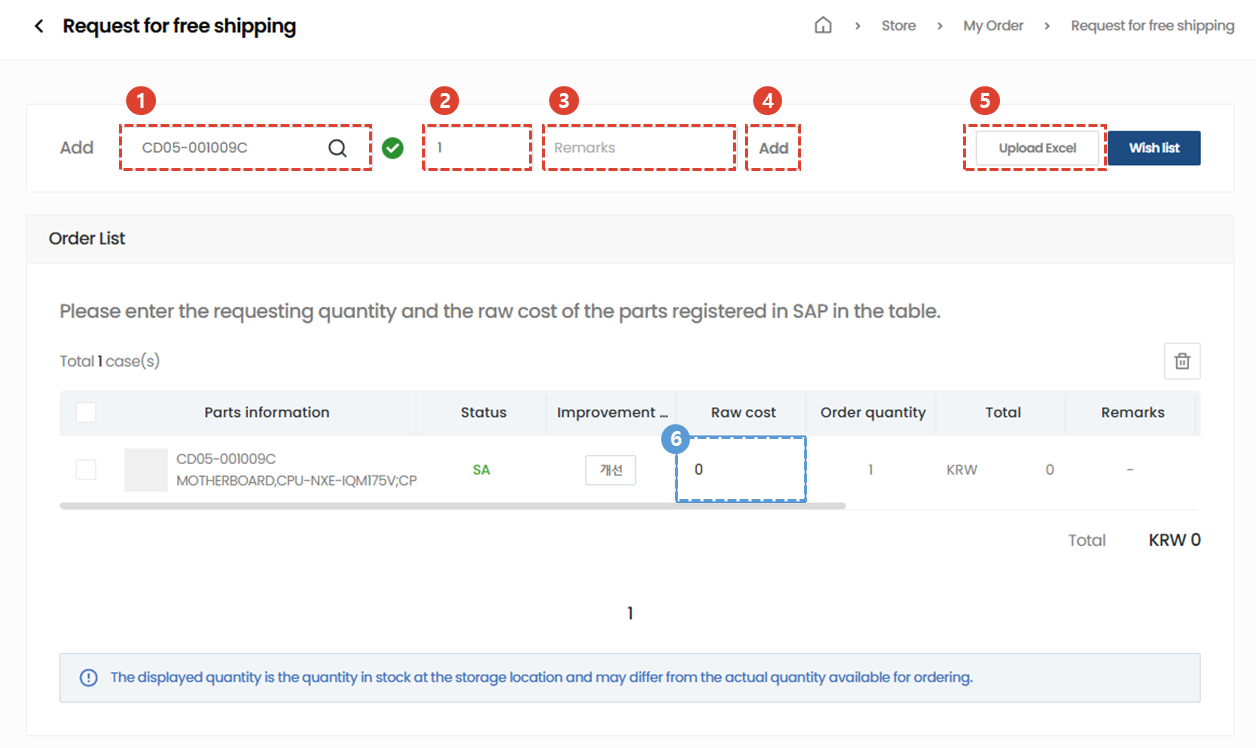 Request for free shipping
Store > My Order > Request for free shipping
1 2 3 4 5
Add CD05-001009C 1 Remarks Add Upload Excel Wish list
Order List
Please enter the requesting quantity and the raw cost of the parts registered in SAP in the table.
Total 1 case(s)
Parts information Status Improvement ... Raw cost Order quantity Total Remarks
6
CD05-001009C
MOTHERBOARD,CPU-NXE-IQM175V;CP
SA 개선 0 1 KRW 0 -
Total KRW 0
1
The displayed quantity is the quantity in stock at the storage location and may differ from the actual quantity available for ordering.